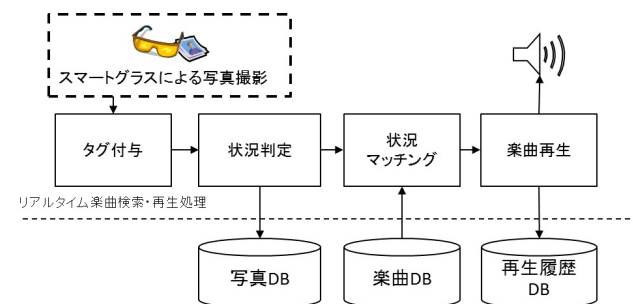 スマートグラスによる写真撮影
タグ付与
状況判定
状況
マッチング
楽曲再生
リアルタイム楽曲検索・再生処理
写真DB
楽曲DB
再生履歴
DB